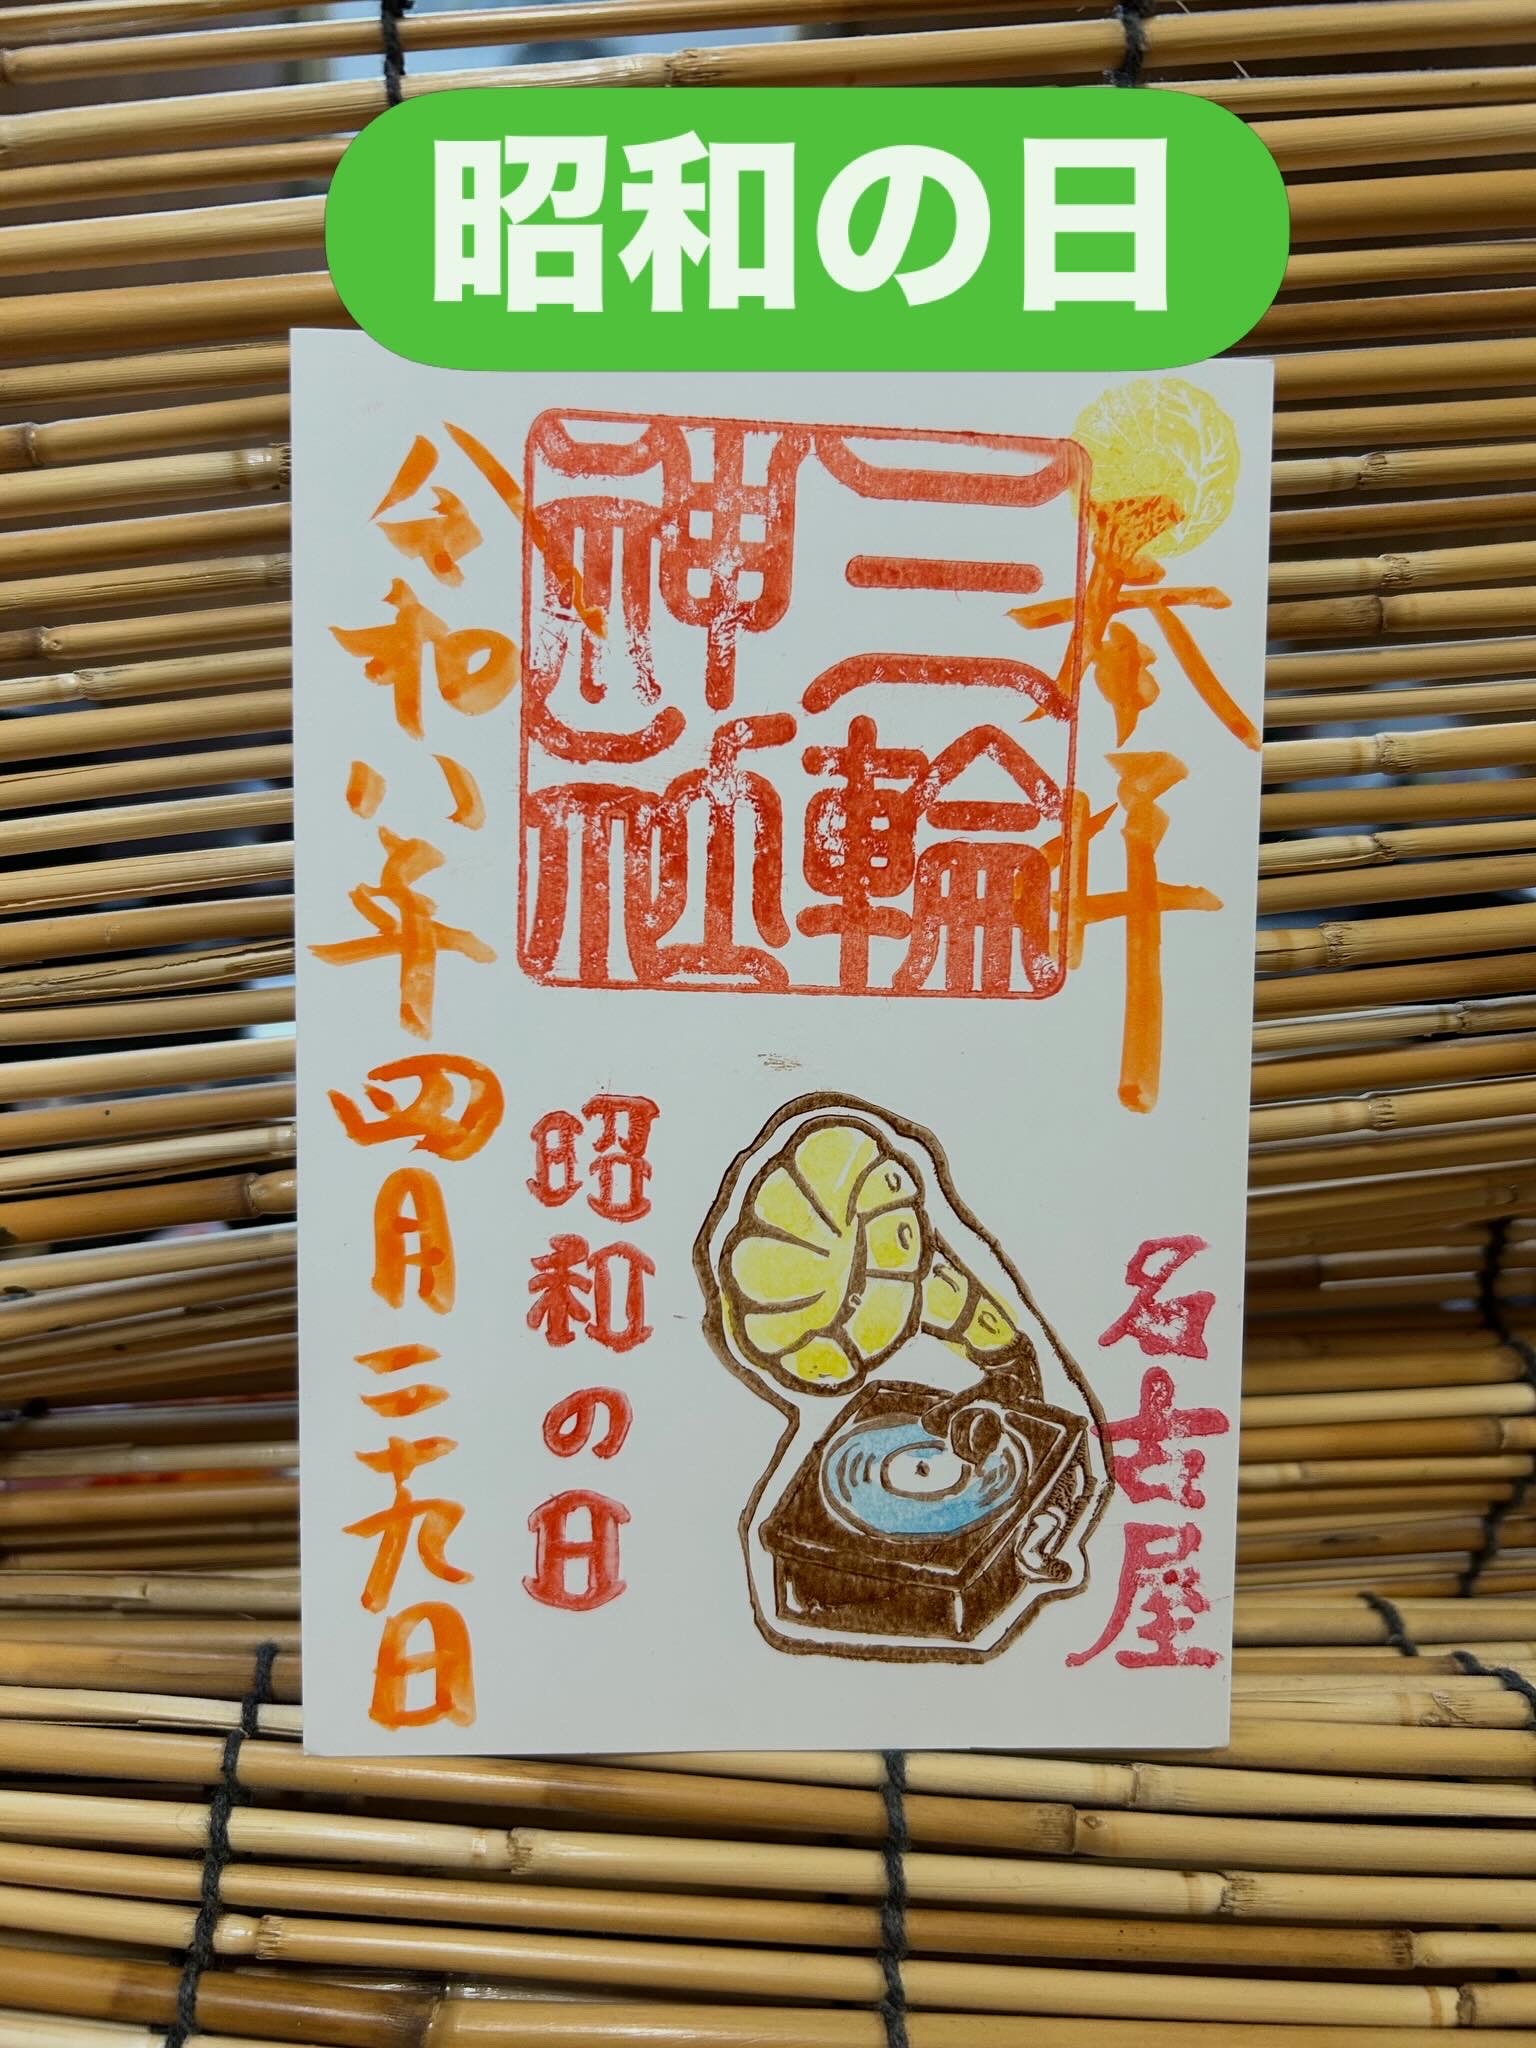 昭和の日
奉拝
三輪
神社
名古屋
昭和の日
令和八年四月二十九日